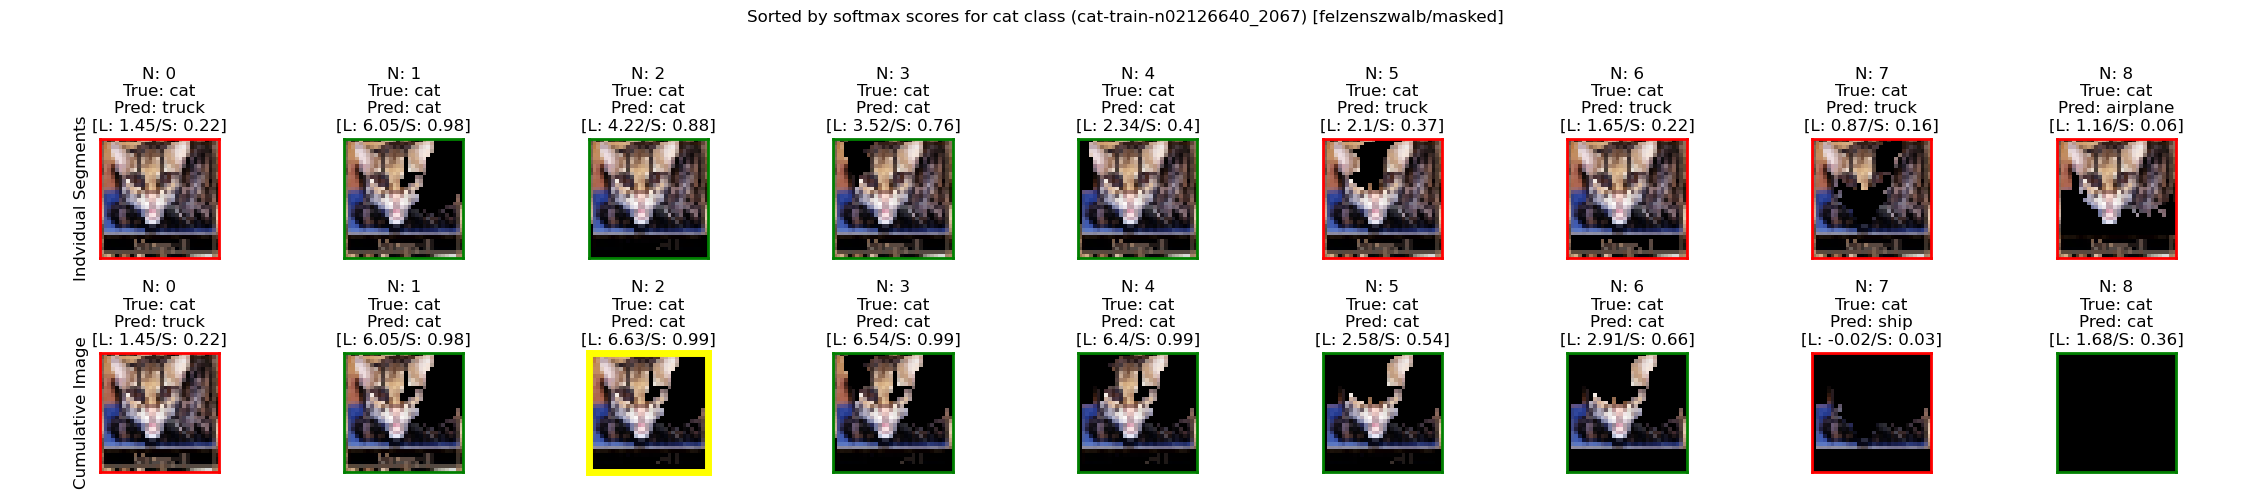 Sorted by softmax scores for cat class (cat-train-n02126640_2067) [felzenszwalb/masked]
Indvidual Segments
N: 0
True: cat
Pred: truck
[L: 1.45/S: 0.22]
N: 1
True: cat
Pred: cat
[L: 6.05/S: 0.98]
N: 2
True: cat
Pred: cat
[L: 4.22/S: 0.88]
N: 3
True: cat
Pred: cat
[L: 3.52/S: 0.76]
N: 4
True: cat
Pred: cat
[L: 2.34/S: 0.4]
N: 5
True: cat
Pred: truck
[L: 2.1/S: 0.37]
N: 6
True: cat
Pred: truck
[L: 1.65/S: 0.22]
N: 7
True: cat
Pred: truck
[L: 0.87/S: 0.16]
N: 8
True: cat
Pred: airplane
[L: 1.16/S: 0.06]
Cumulative Image
N: 0
True: cat
Pred: truck
[L: 1.45/S: 0.22]
N: 1
True: cat
Pred: cat
[L: 6.05/S: 0.98]
N: 2
True: cat
Pred: cat
[L: 6.63/S: 0.99]
N: 3
True: cat
Pred: cat
[L: 6.54/S: 0.99]
N: 4
True: cat
Pred: cat
[L: 6.4/S: 0.99]
N: 5
True: cat
Pred: cat
[L: 2.58/S: 0.54]
N: 6
True: cat
Pred: cat
[L: 2.91/S: 0.66]
N: 7
True: cat
Pred: ship
[L: -0.02/S: 0.03]
N: 8
True: cat
Pred: cat
[L: 1.68/S: 0.36]